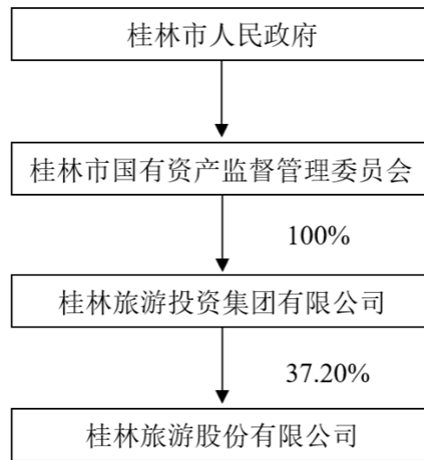 桂林市人民政府
桂林市国有资产监督管理委员会
100%
桂林旅游投资集团有限公司
37.20%
桂林旅游股份有限公司